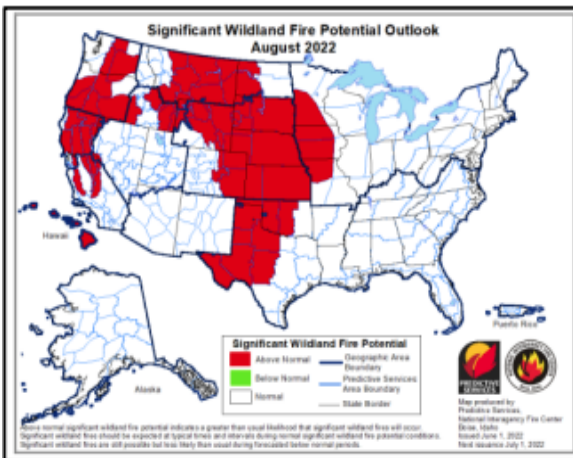 Significant Wildland Fire Potential Outlook
August 2022
Hawaii
Alaska
Puerto Rico
Significant Wildland Fire Potential
Above Normal
Below Normal
Normal
Geographic Area
Boundary
Predictive Services
Area Boundary
State Border
PREDICTIVE
SERVICES
Map produced by
Predictive Services,
National Interagency Fire Center
Boise, Idaho
Issued June 1, 2022
Next issuance July 1, 2022
Above normal significant wildland fire potential indicates a greater than usual likelihood that significant wildland fires will occur.
Significant wildland fires should be expected at typical times and intervals during normal significant wildland fire potential conditions.
Significant wildland fires are still possible but less likely than usual during forecasted below normal periods.